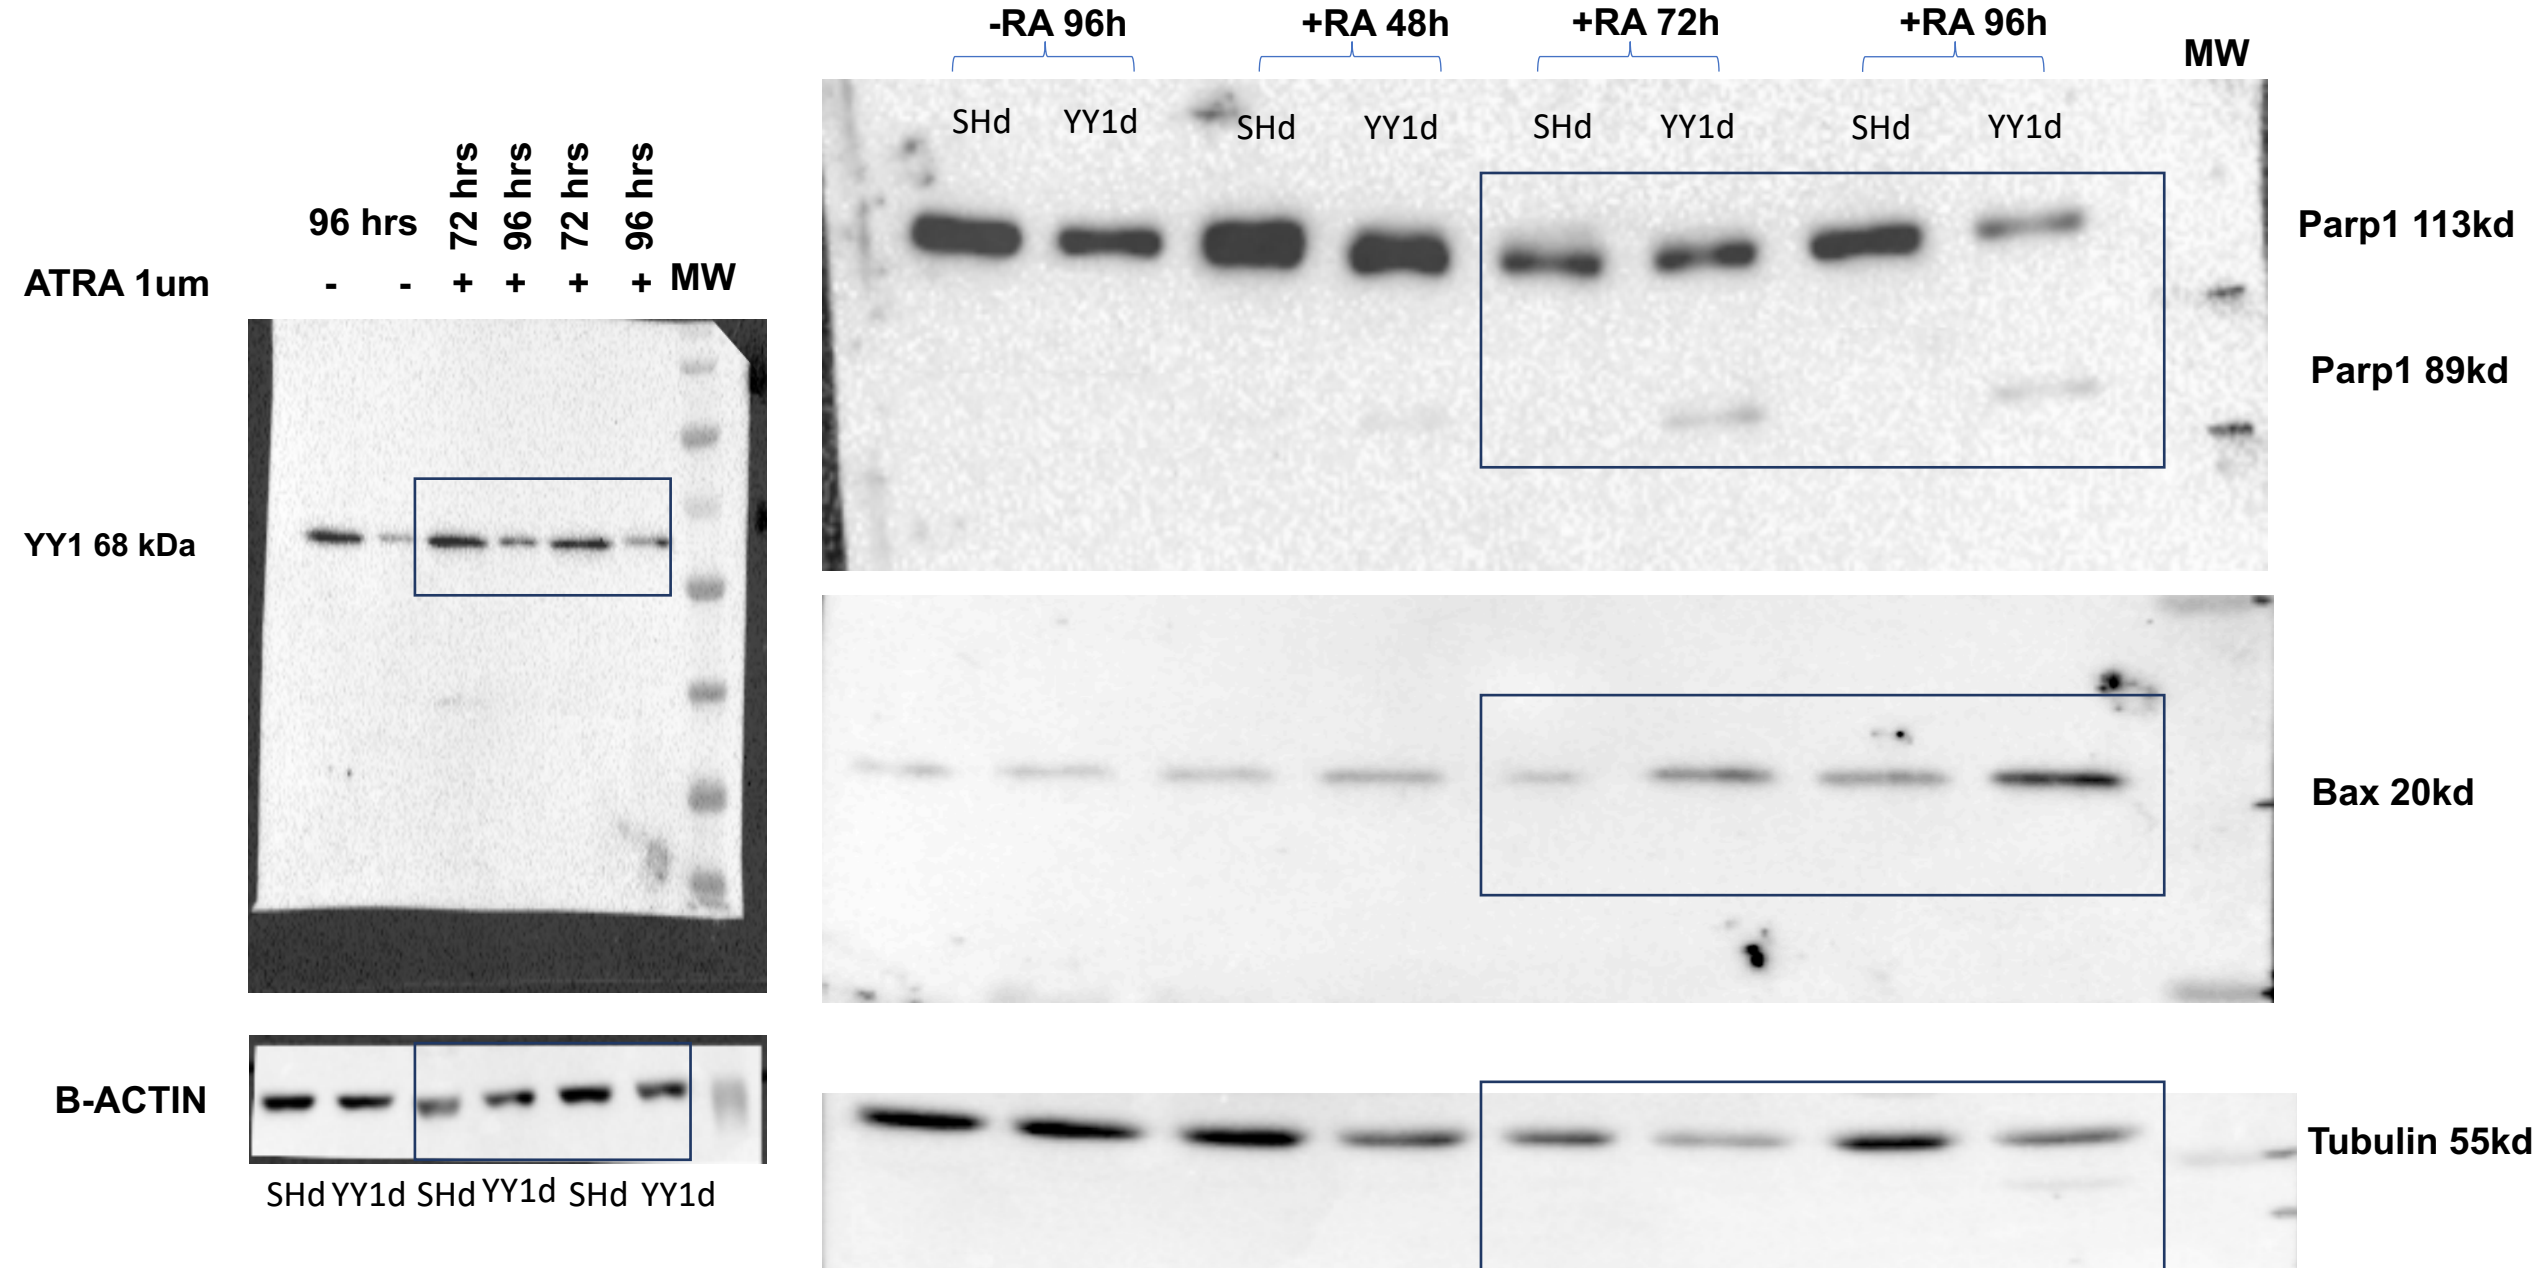 96 hrs 72 hrs 96 hrs 72 hrs 96 hrs
ATRA 1um - - + + + + MW
YY1 68 kDa
B-ACTIN
SHd YY1d SHd YY1d SHd YY1d
-RA 96h +RA 48h +RA 72h +RA 96h MW
SHd YY1d SHd YY1d SHd YY1d SHd YY1d
Parp1 113kd
Parp1 89kd
Bax 20kd
Tubulin 55kd